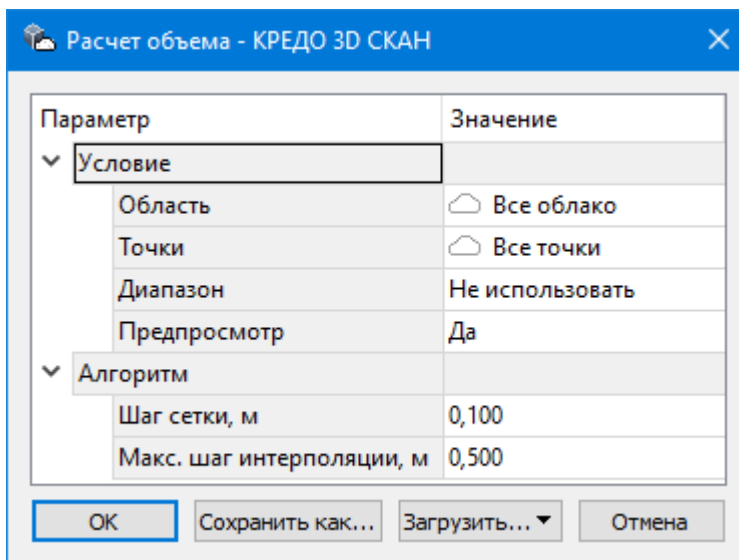 Расчет объема - КРЕДО 3D СКАН
Параметр Значение
Условие
Область Все облако
Точки Все точки
Диапазон Не использовать
Предпросмотр Да
Алгоритм
Шаг сетки, м 0,100
Макс. шаг интерполяции, м 0,500
ОК Сохранить как... Загрузить... Отмена